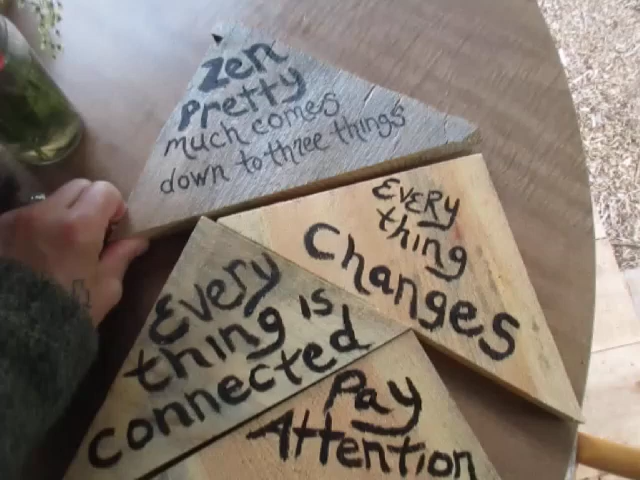 Zen
Pretty
much comes
down to three things
EVERY
thing
Changes
Every
thing is
connected
Pay
Attention